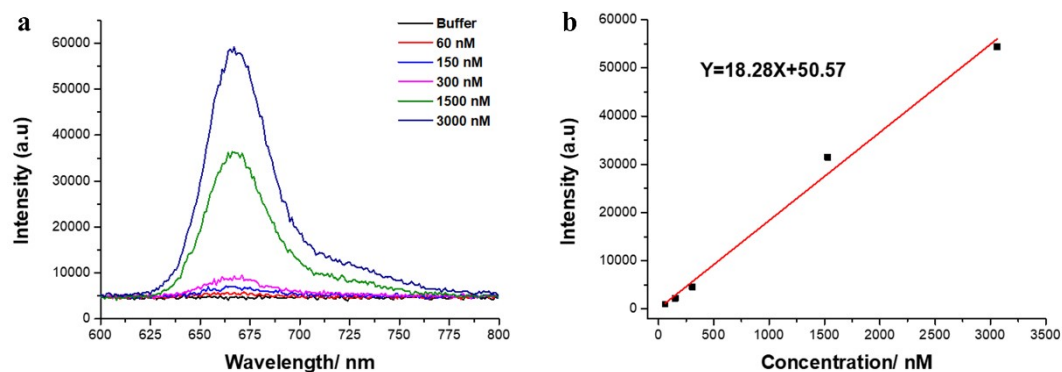 a
Buffer
60 nM
150 nM
300 nM
1500 nM
3000 nM
60000
50000
40000
30000
20000
10000
0
Intensity (a.u)
600 625 650 675 700 725 750 775 800
Wavelength/ nm
b
Y=18.28X+50.57
60000
50000
40000
30000
20000
10000
0
Intensity (a.u)
0 500 1000 1500 2000 2500 3000 3500
Concentration/ nM